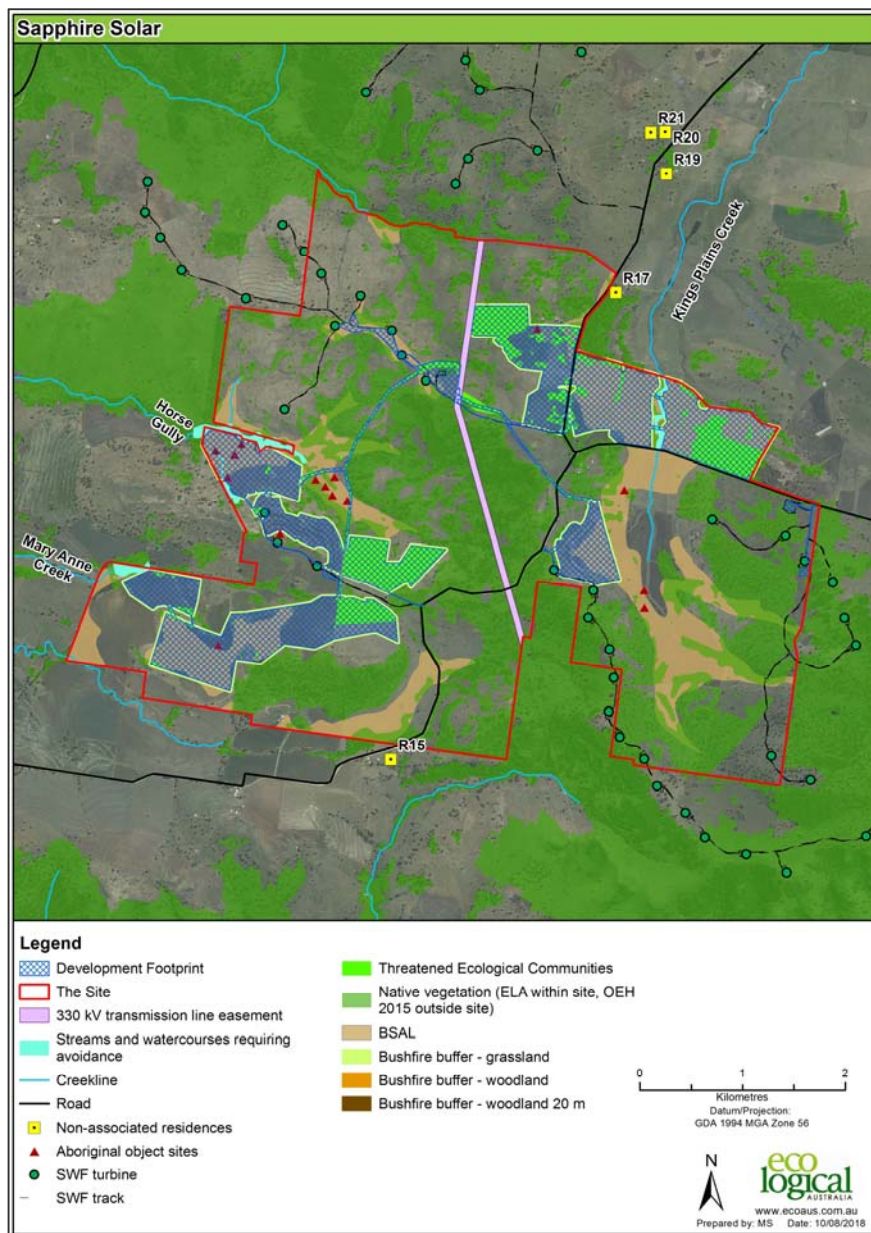 Sapphire Solar
R21
R20
R19
R17
Kings Plains Creek
Horse
Gully
Mary Anne
Creek
R15
Legend
Development Footprint
The Site
330 kV transmission line easement
Streams and watercourses requiring
avoidance
Creekline
Road
Non-associated residences
Aboriginal object sites
SWF turbine
SWF track
Threatened Ecological Communities
Native vegetation (ELA within site, OEH
2015 outside site)
BSAL
Bushfire buffer - grassland
Bushfire buffer - woodland
Bushfire buffer - woodland 20 m
0 1 2
Kilometres
Datum/Projection:
GDA 1994 MGA Zone 56
N
eco
logical
AUSTRALIA
www.ecoaus.com.au
Prepared by: MS Date: 10/08/2018